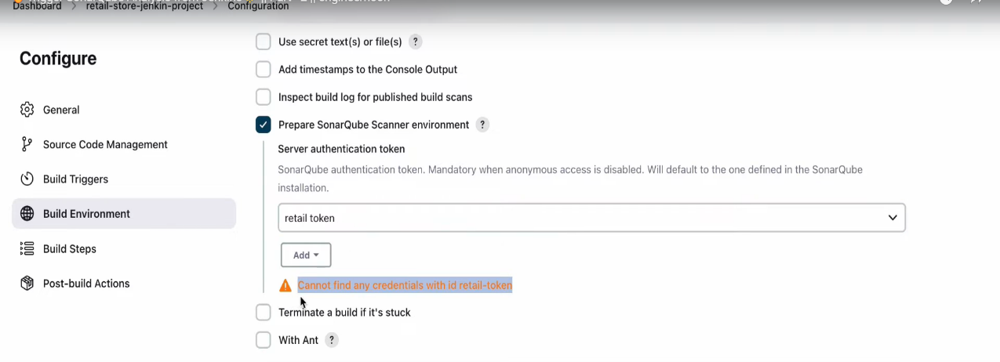 Dashboard > retail-store-jenkin-project > Configuration
Configure
General
Source Code Management
Build Triggers
Build Environment
Build Steps
Post-build Actions
Use secret text(s) or file(s) ?
Add timestamps to the Console Output
Inspect build log for published build scans
Prepare SonarQube Scanner environment ?
Server authentication token
SonarQube authentication token. Mandatory when anonymous access is disabled. Will default to the one defined in the SonarQube
installation.
retail token
Add
Cannot find any credentials with id retail-token
Terminate a build if it's stuck
With Ant ?